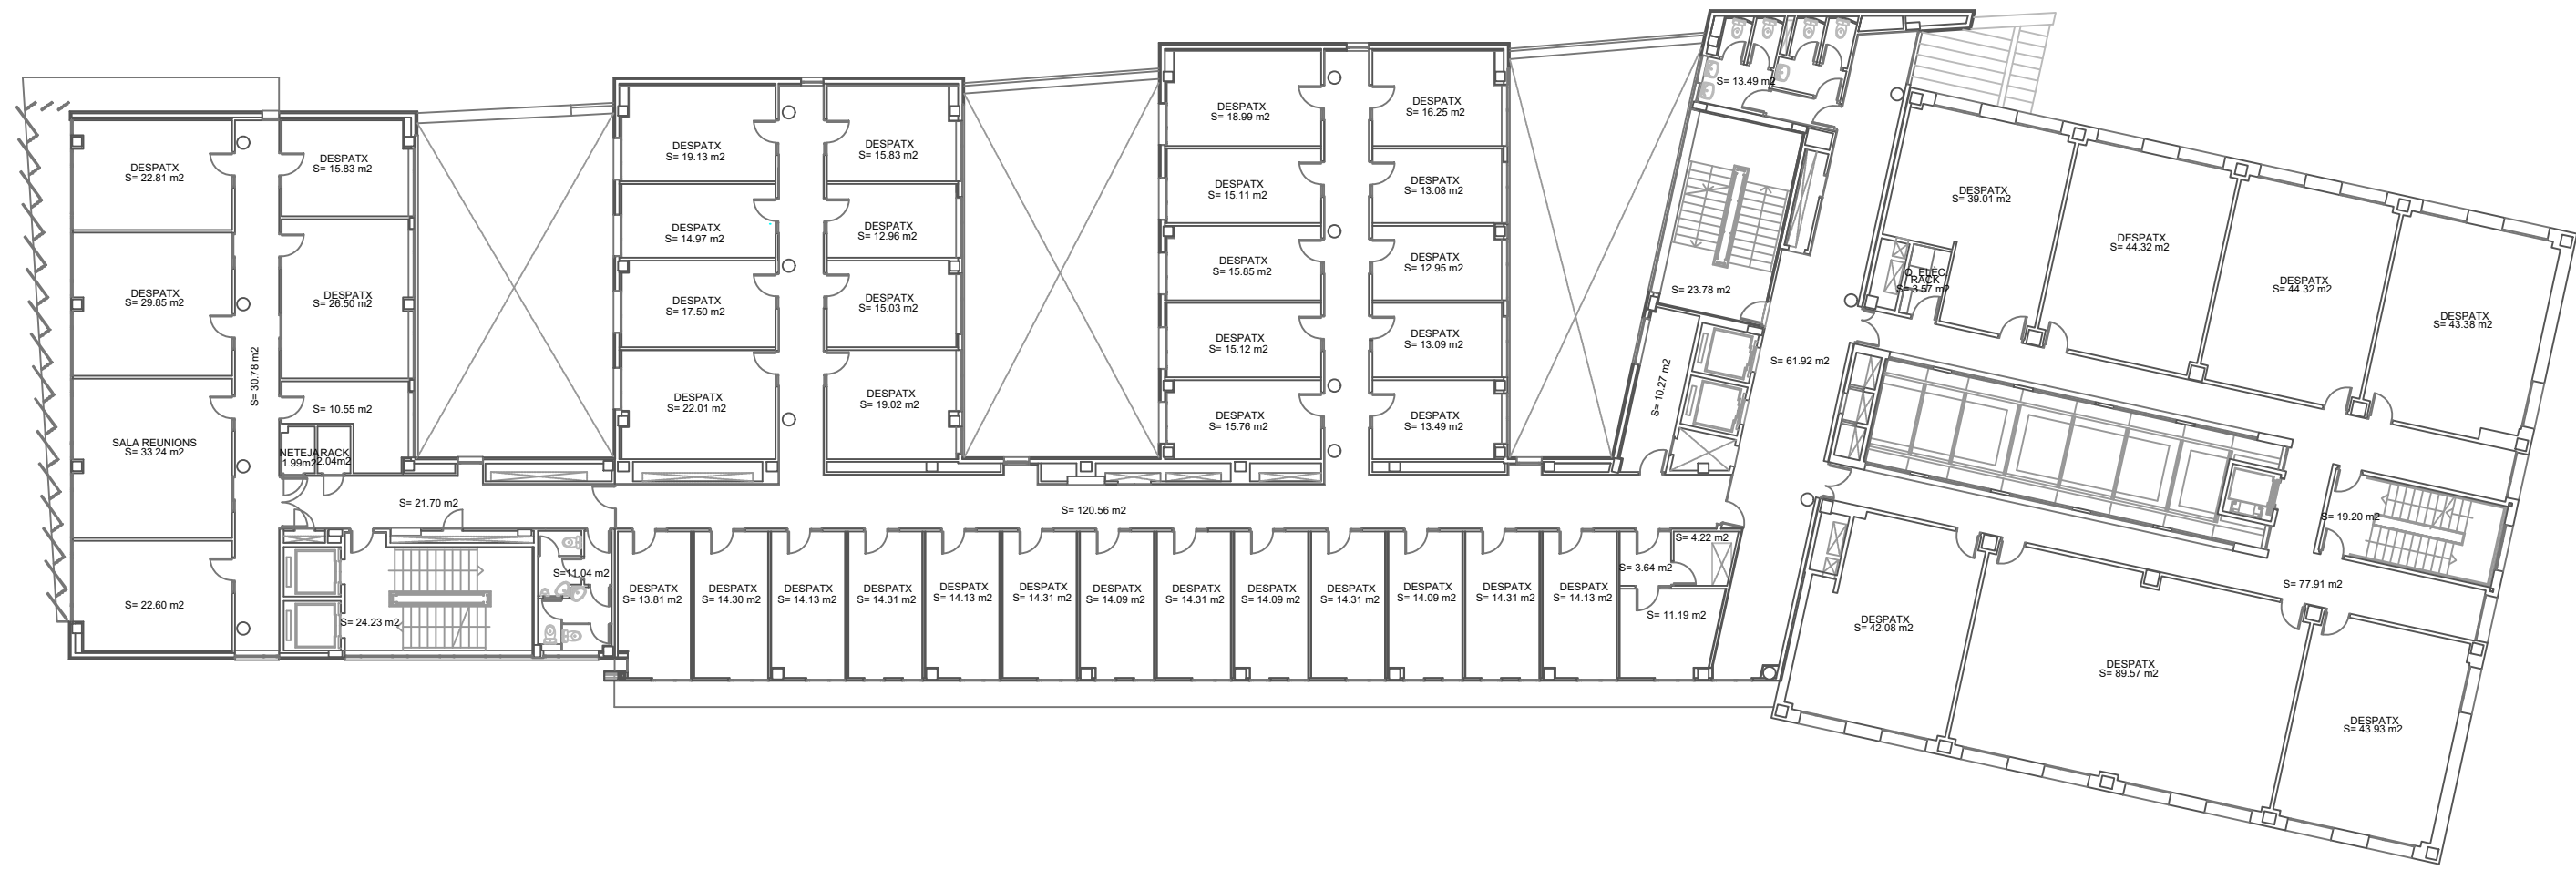 DESPATX
S= 22.81 m2
DESPATX
S= 15.83 m2
DESPATX
S= 29.85 m2
DESPATX
S= 26.50 m2
S= 30.78 m2
SALA REUNIONS
S= 33.24 m2
S= 10.55 m2
NETEJA
1.99m2
RACK
2.04m2
S= 22.60 m2
S= 21.70 m2
S= 24.23 m2
S=11.04 m2
DESPATX
S= 19.13 m2
DESPATX
S= 15.83 m2
DESPATX
S= 14.97 m2
DESPATX
S= 12.96 m2
DESPATX
S= 17.50 m2
DESPATX
S= 15.03 m2
DESPATX
S= 22.01 m2
DESPATX
S= 19.02 m2
DESPATX
S= 18.99 m2
DESPATX
S= 16.25 m2
DESPATX
S= 15.11 m2
DESPATX
S= 13.08 m2
DESPATX
S= 15.85 m2
DESPATX
S= 12.95 m2
DESPATX
S= 15.12 m2
DESPATX
S= 13.09 m2
DESPATX
S= 15.76 m2
DESPATX
S= 13.49 m2
S= 120.56 m2
DESPATX
S= 13.81 m2
DESPATX
S= 14.30 m2
DESPATX
S= 14.13 m2
DESPATX
S= 14.31 m2
DESPATX
S= 14.13 m2
DESPATX
S= 14.31 m2
DESPATX
S= 14.09 m2
DESPATX
S= 14.31 m2
DESPATX
S= 14.09 m2
DESPATX
S= 14.31 m2
DESPATX
S= 14.09 m2
DESPATX
S= 14.31 m2
DESPATX
S= 14.13 m2
S= 4.22 m2
S= 3.64 m2
S= 11.19 m2
S= 13.49 m2
S= 23.78 m2
S= 10.27 m2
S= 61.92 m2
DESPATX
S= 39.01 m2
DESPATX
S= 44.32 m2
DESPATX
S= 44.32 m2
DESPATX
S= 43.38 m2
Q. ELEC.
RACK
S= 3.57 m2
S= 19.20 m2
S= 77.91 m2
DESPATX
S= 42.08 m2
DESPATX
S= 89.57 m2
DESPATX
S= 43.93 m2